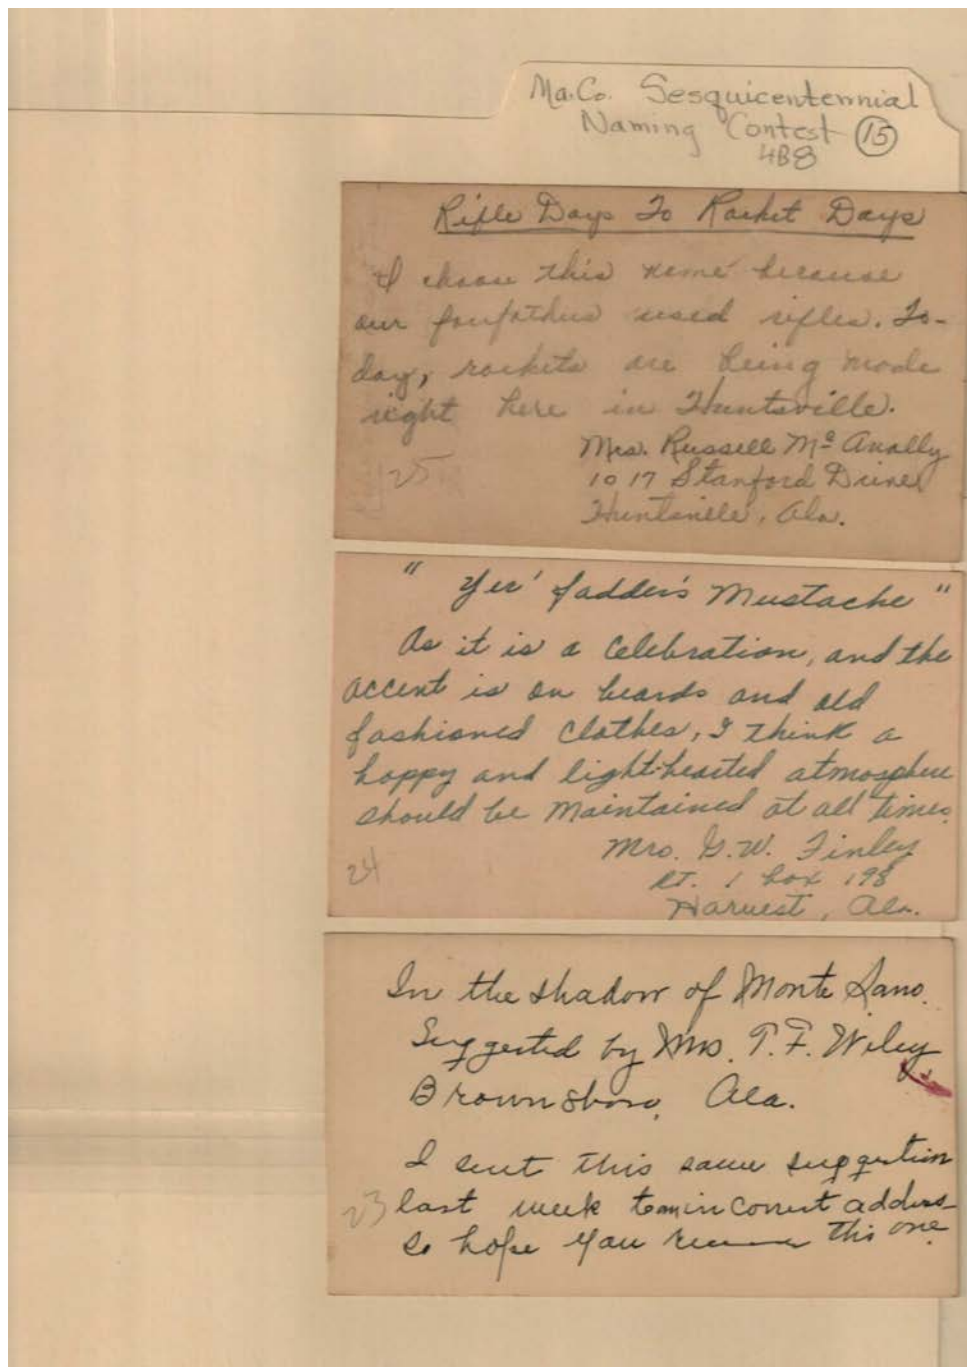 Ma. Co. Sesquicentennial
Naming Contest 15
4B8
Rifle Days To Rocket Days
I choose this name because
our forefathers used rifles. To-
day, rockets are being made
right here in Huntsville.
Mrs. Russell Mc Anally
1017 Stanford Drive
Huntsville, Ala.
25
" Yer' fadder's Mustache "
As it is a celebration, and the
accent is on beards and old
fashioned clothes, I think a
happy and light-hearted atmosphere
should be maintained at all times.
Mrs. G. W. Finley
Rt. 1 box 198
Harvest, Ala.
24
In the shadow of Monte Sano.
Suggested by Mrs. T. F. Wiley
Brownsboro, Ala.
I sent this same suggestion
last week to
so hope you receive this one
23